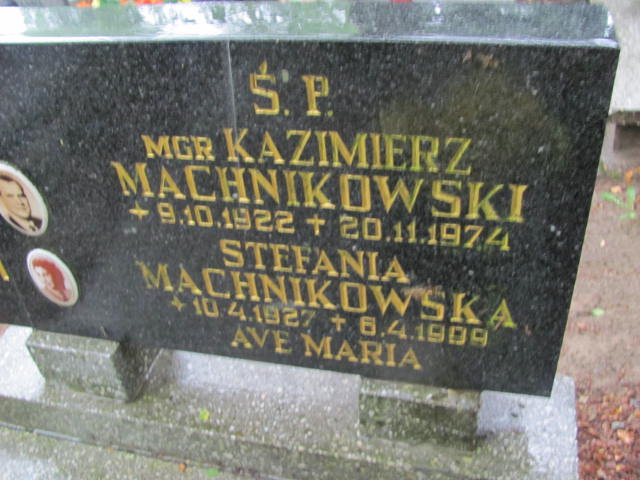 Ś. P.
MGR KAZIMIERZ
MACHNIKOWSKI
+ 9.10.1922 + 20.11.1974
STEFANIA
MACHNIKOWSKA
+ 10.4.1927 + 6.4.1999
AVE MARIA